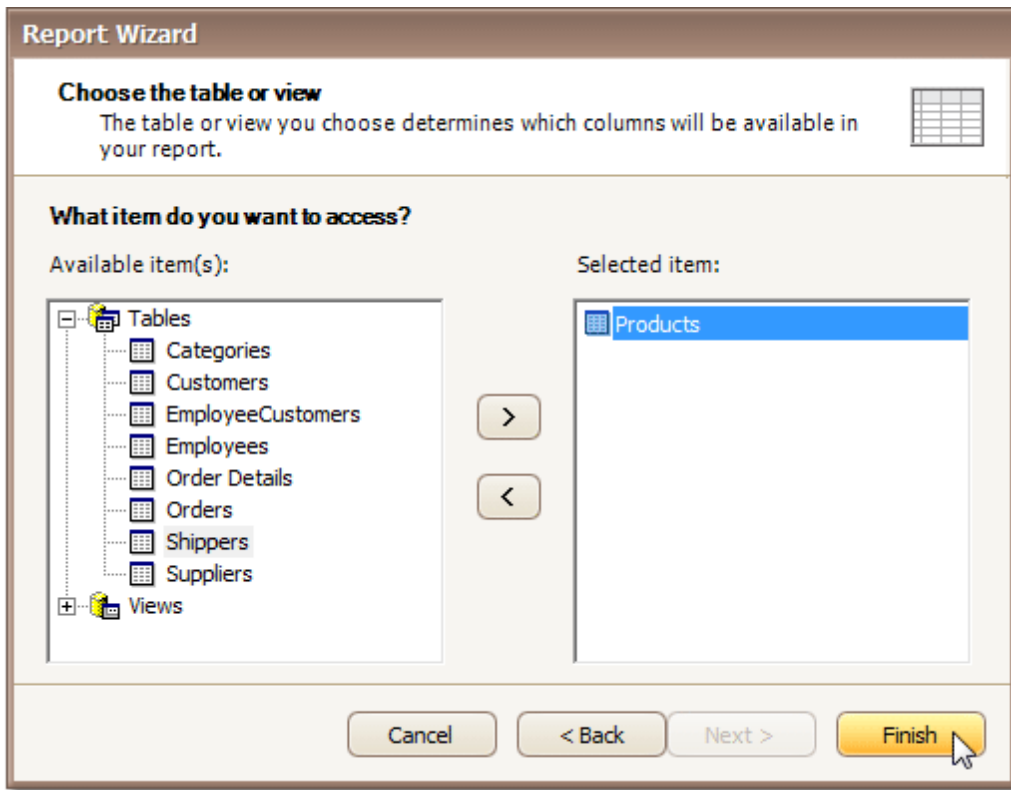 Report Wizard
Choose the table or view
The table or view you choose determines which columns will be available in
your report.
What item do you want to access?
Available item(s):
Selected item:
Tables
Categories
Customers
EmployeeCustomers
Employees
Order Details
Orders
Shippers
Suppliers
Views
Products
>
<
Cancel
< Back
Next >
Finish